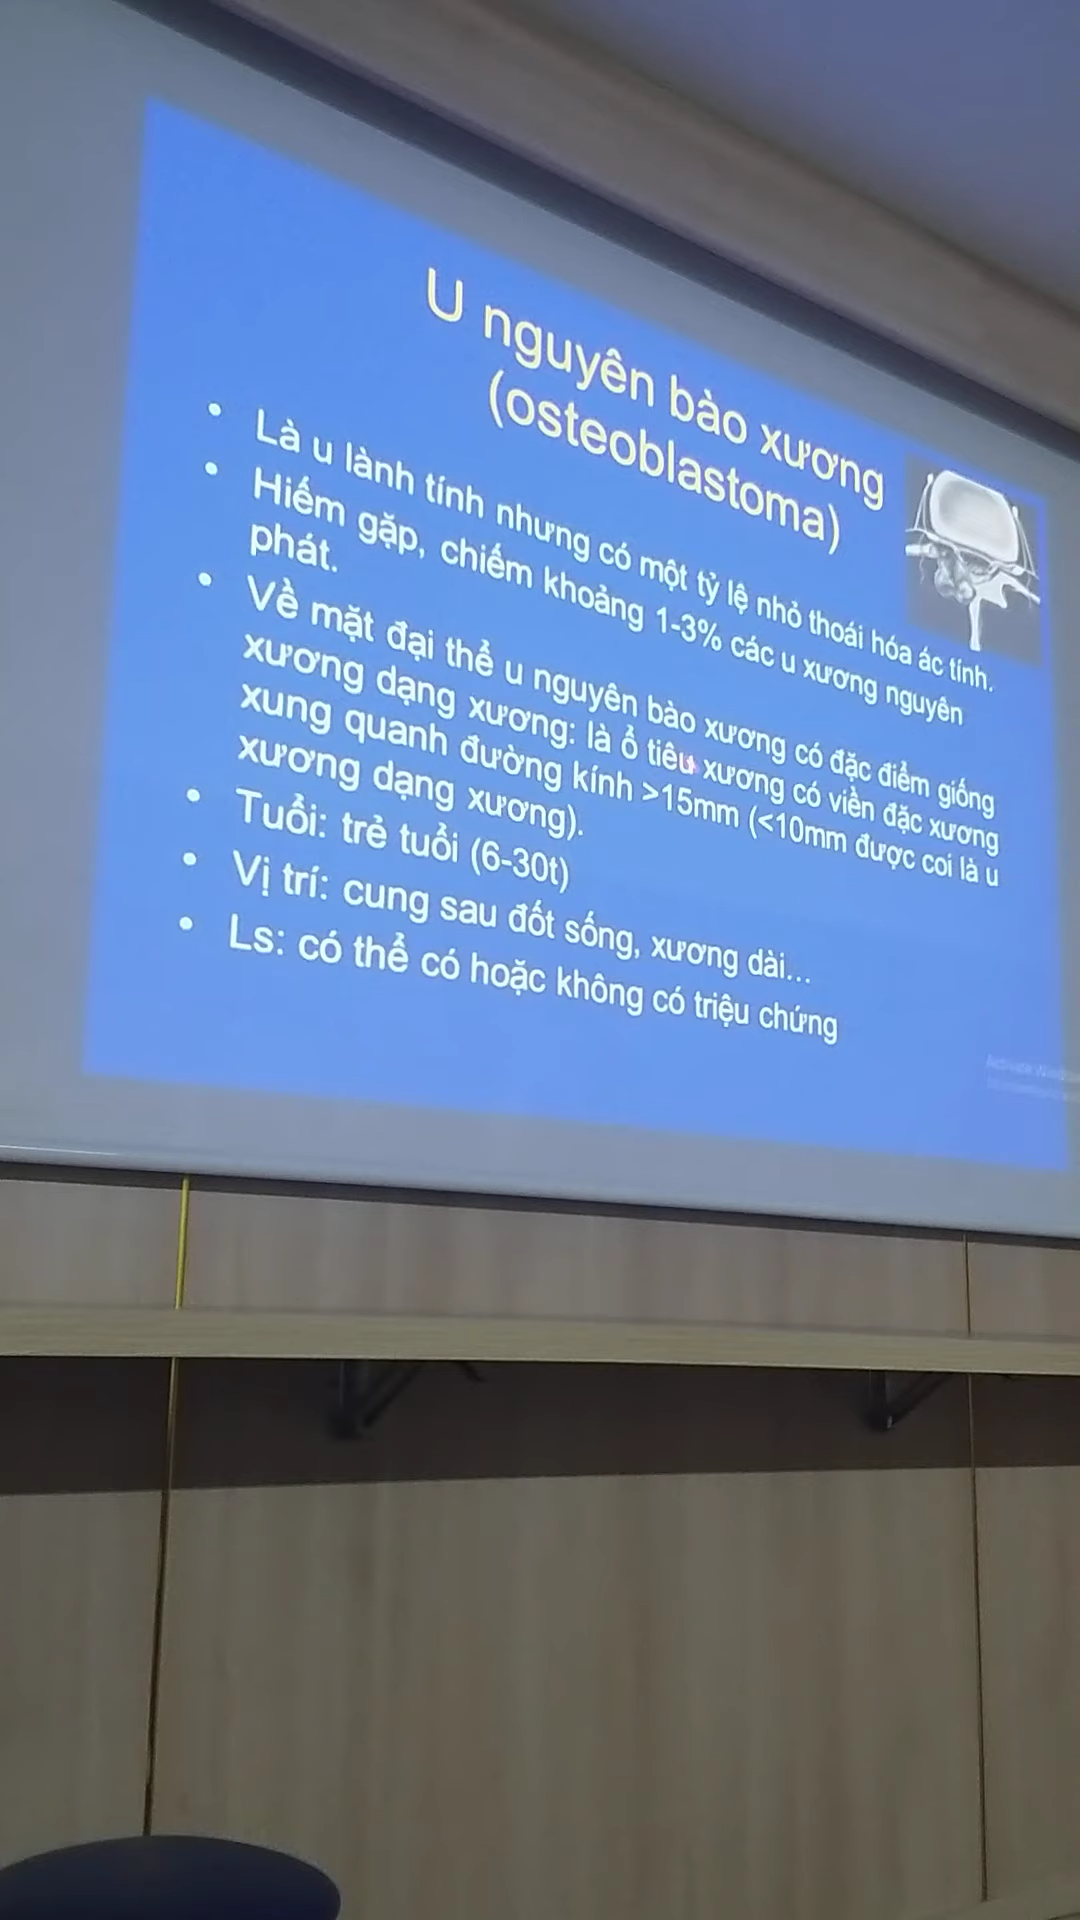 U nguyên bào xương
(osteoblastoma)
• Là u lành tính nhưng có một tỷ lệ nhỏ thoái hóa ác tính.
• Hiếm gặp, chiếm khoảng 1-3% các u xương nguyên
phát.
• Về mặt đại thể u nguyên bào xương có đặc điểm giống
xương dạng xương: là ổ tiêu xương có viền đặc xương
xung quanh đường kính >15mm (<10mm được coi là u
xương dạng xương).
• Tuổi: trẻ tuổi (6-30t)
• Vị trí: cung sau đốt sống, xương dài...
• Ls: có thể có hoặc không có triệu chứng